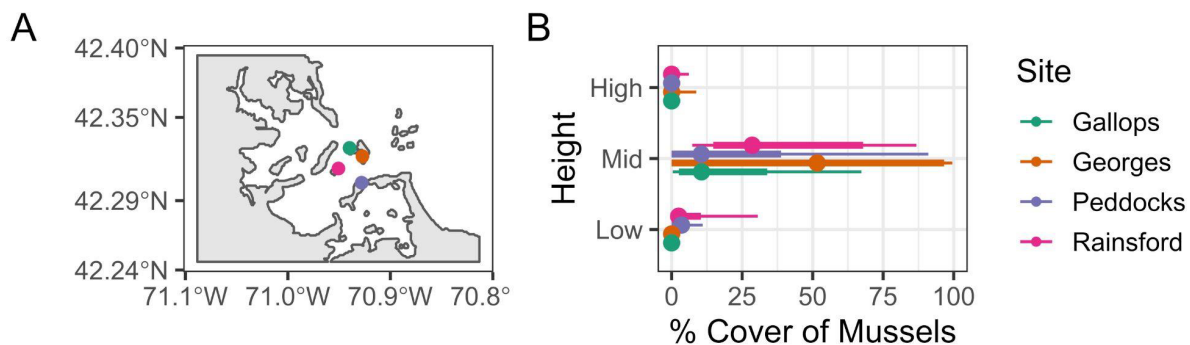 A
42.40°N
42.35°N
42.29°N
42.24°N
71.1°W 71.0°W 70.9°W 70.8°
B
Height
High
Mid
Low
0 25 50 75 100
% Cover of Mussels
Site
Gallops
Georges
Peddocks
Rainsford